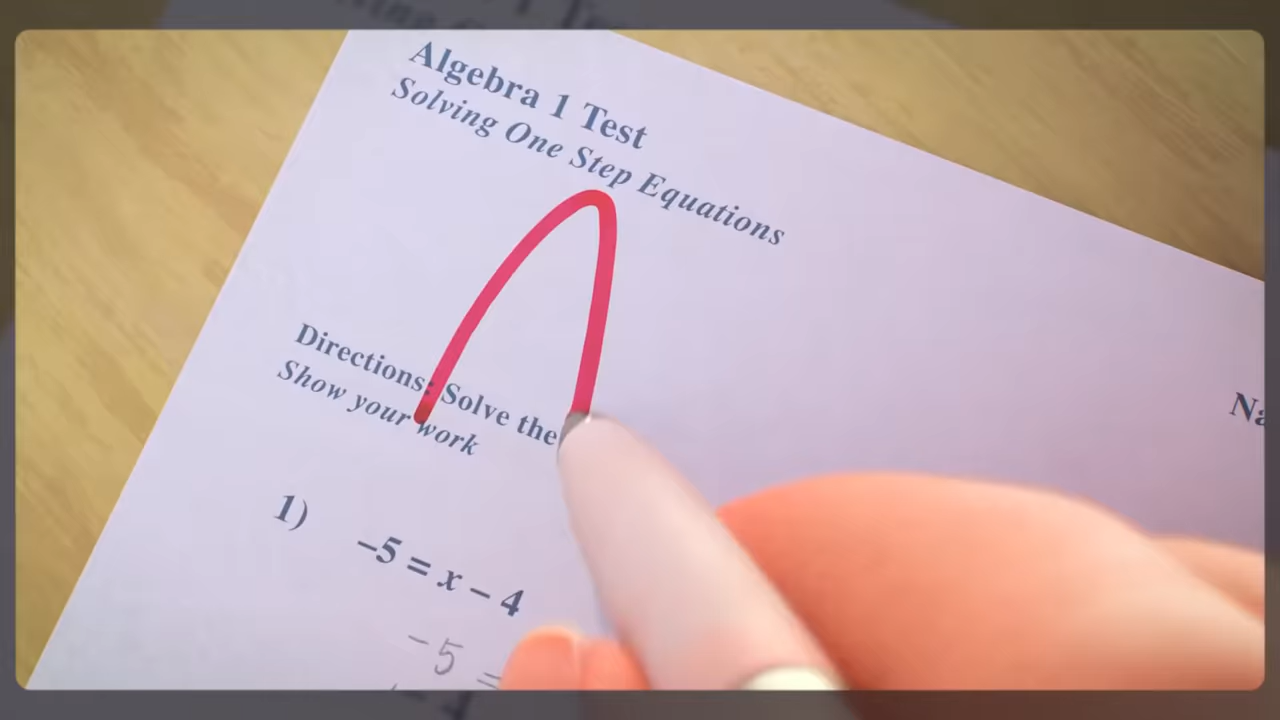 Algebra 1 Test
Solving One Step Equations
Directions: Solve the
Show your work
1)
−5 = x − 4
−5 =